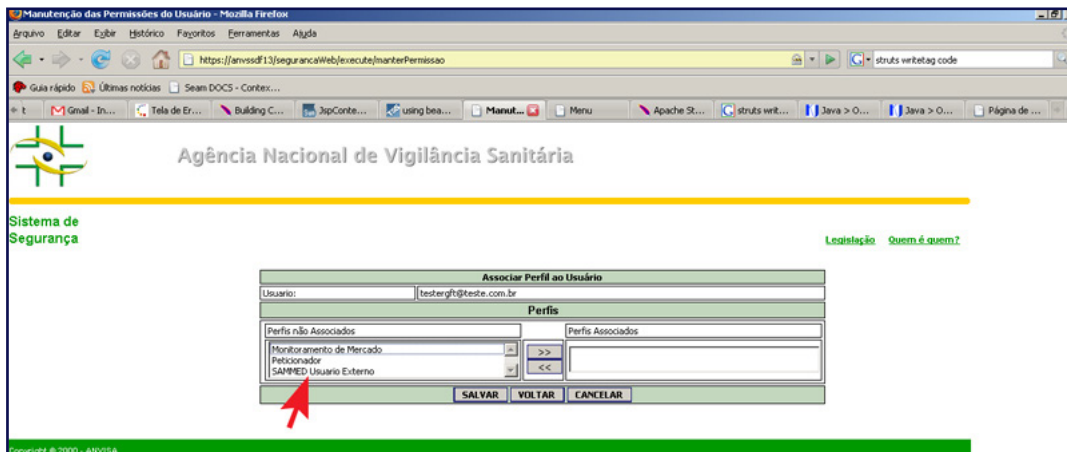 Manutenção das Permissões do Usuário - Mozilla Firefox
Arquivo Editar Exibir Histórico Favoritos Ferramentas Ajuda
https://anvssdf13/segurancaWeb/execute/manterPermissao struts writetag code
Guia rápido Últimas notícias Seam DOCS - Contex...
t Gmail - In... Tela de Er... Building C... JspConte... using bea... Manut... Menu Apache St... struts writ... Java > O... Java > O... Página de ...
Agência Nacional de Vigilância Sanitária
Sistema de
Segurança
Legislação Quem é quem?
Associar Perfil ao Usuário
Usuario: testergft@teste.com.br
Perfis
Perfis não Associados Perfis Associados
Monitoramento de Mercado
Peticionador
SAMMED Usuario Externo
>>
<<
SALVAR VOLTAR CANCELAR
Copyright © 2000 - ANVISA